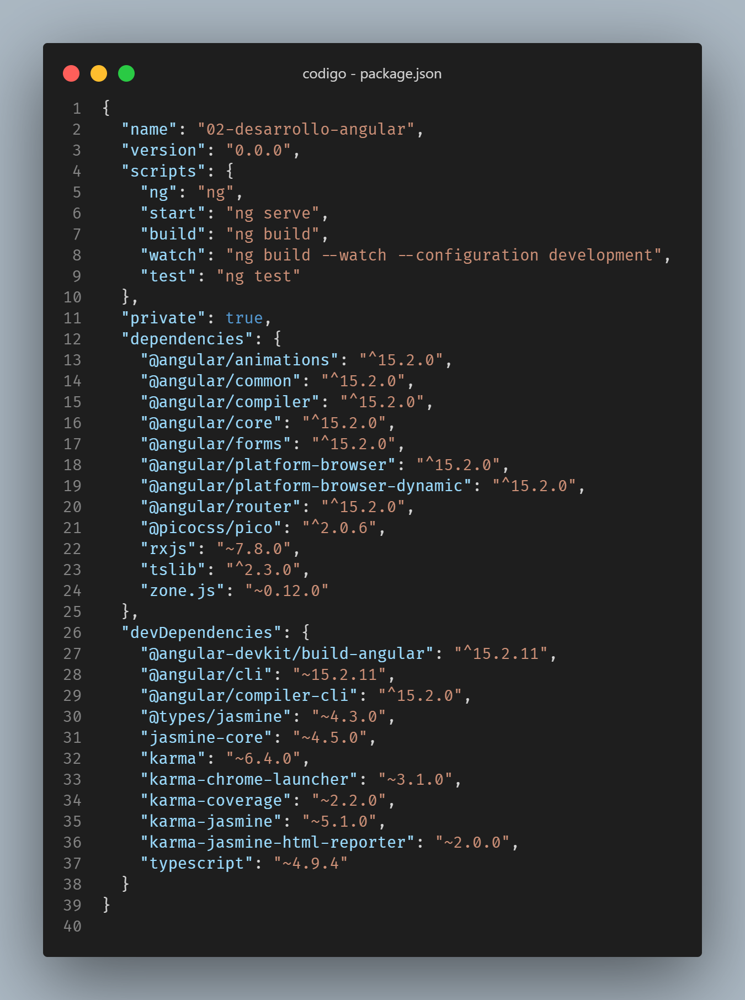 codigo - package.json
1 {
2   "name": "02-desarrollo-angular",
3   "version": "0.0.0",
4   "scripts": {
5     "ng": "ng",
6     "start": "ng serve",
7     "build": "ng build",
8     "watch": "ng build --watch --configuration development",
9     "test": "ng test"
10   },
11   "private": true,
12   "dependencies": {
13     "@angular/animations": "^15.2.0",
14     "@angular/common": "^15.2.0",
15     "@angular/compiler": "^15.2.0",
16     "@angular/core": "^15.2.0",
17     "@angular/forms": "^15.2.0",
18     "@angular/platform-browser": "^15.2.0",
19     "@angular/platform-browser-dynamic": "^15.2.0",
20     "@angular/router": "^15.2.0",
21     "@picocss/pico": "^2.0.6",
22     "rxjs": "~7.8.0",
23     "tslib": "^2.3.0",
24     "zone.js": "~0.12.0"
25   },
26   "devDependencies": {
27     "@angular-devkit/build-angular": "^15.2.11",
28     "@angular/cli": "~15.2.11",
29     "@angular/compiler-cli": "^15.2.0",
30     "@types/jasmine": "~4.3.0",
31     "jasmine-core": "~4.5.0",
32     "karma": "~6.4.0",
33     "karma-chrome-launcher": "~3.1.0",
34     "karma-coverage": "~2.2.0",
35     "karma-jasmine": "~5.1.0",
36     "karma-jasmine-html-reporter": "~2.0.0",
37     "typescript": "~4.9.4"
38   }
39 }
40